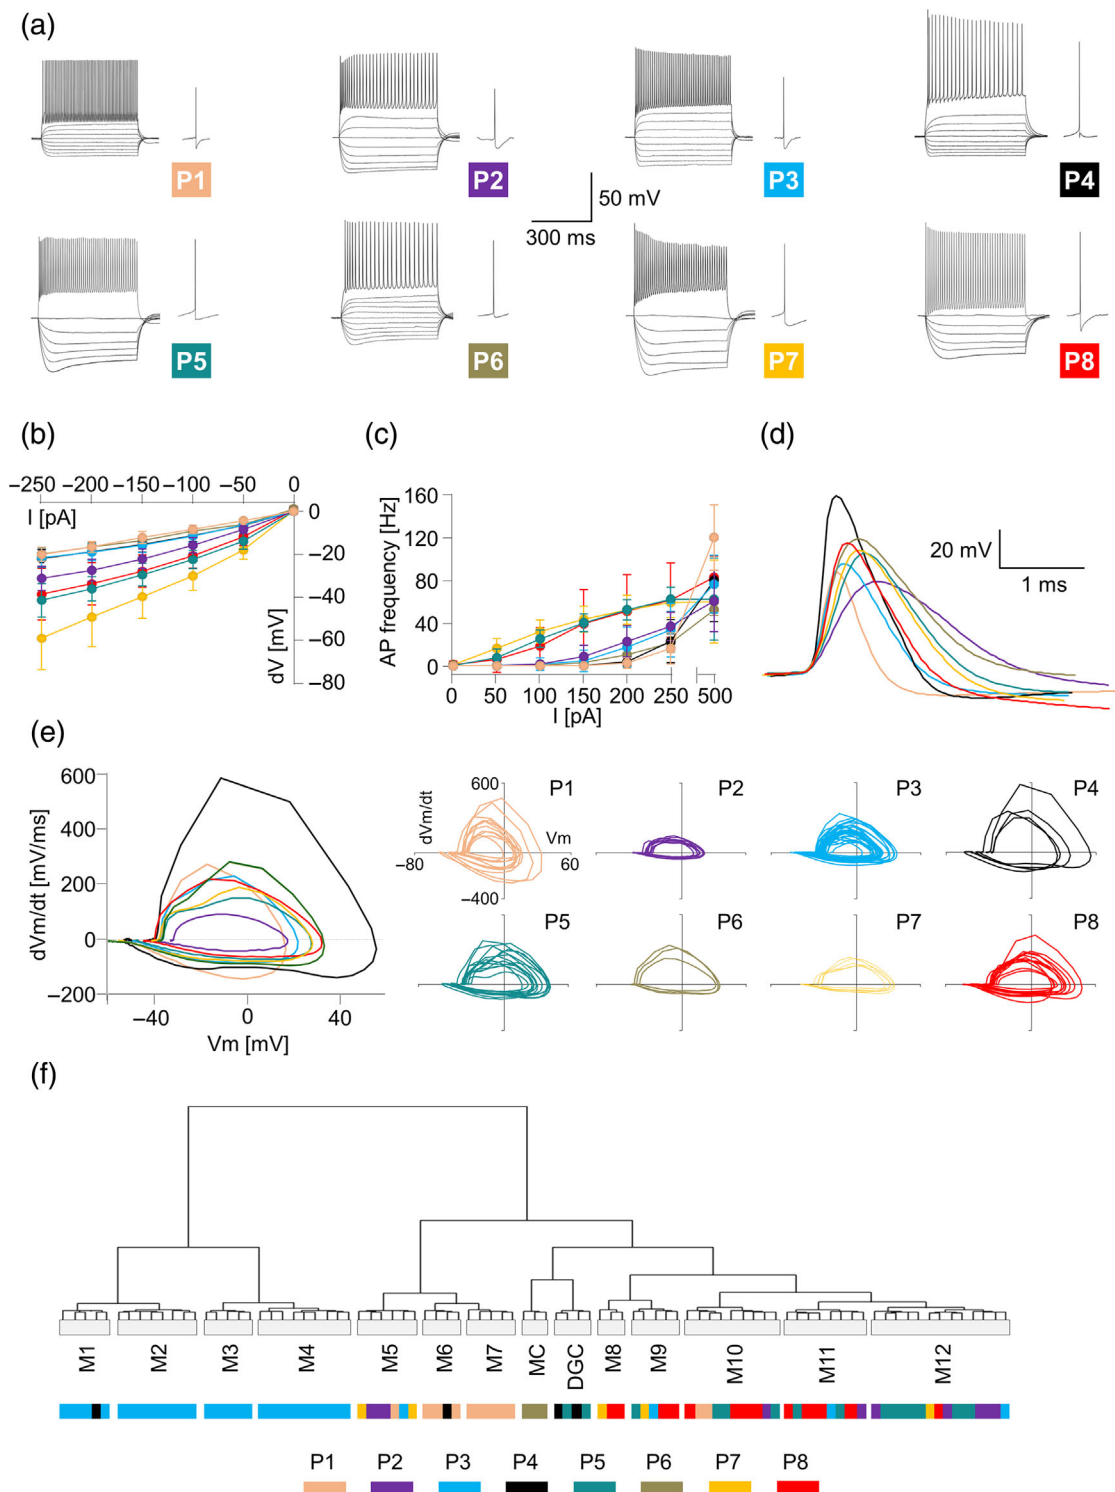 (a)
P1
P2
P3
P4
50 mV
300 ms
P5
P6
P7
P8
(b)
–250 –200 –150 –100 –50 0
I [pA]
0
–20
–40
–60
–80
dV [mV]
(c)
AP frequency [Hz]
160
120
80
40
0
0 50 100 150 200 250 500
I [pA]
(d)
20 mV
1 ms
(e)
dVm/dt [mV/ms]
600
400
200
0
–200
–40 0 40
Vm [mV]
600
dVm/dt
P1
Vm
–80
60
–400
P2
P3
P4
P5
P6
P7
P8
(f)
M1 M2 M3 M4 M5 M6 M7 MC DGC M8 M9 M10 M11 M12
P1 P2 P3 P4 P5 P6 P7 P8